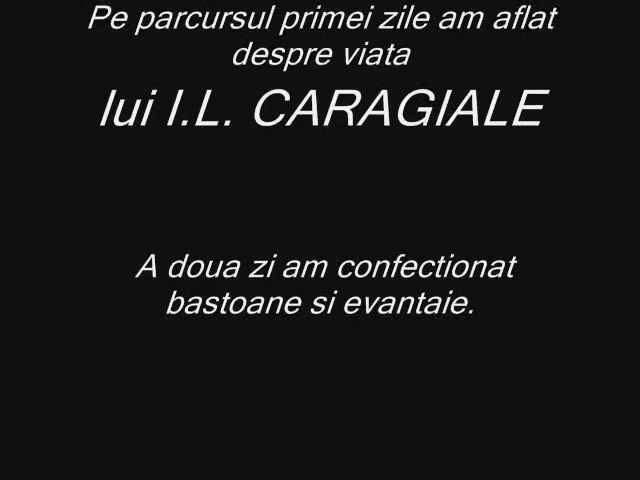 Pe parcursul primei zile am aflat
despre viata
lui I.L. CARAGIALE
A doua zi am confectionat
bastoane si evantaie.